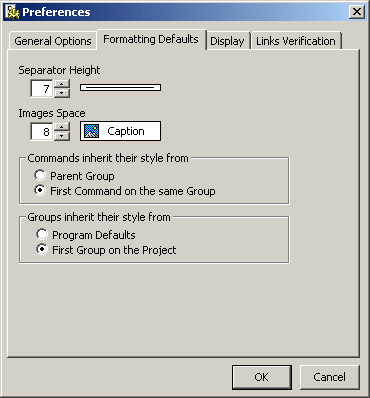 Preferences
General Options Formatting Defaults Display Links Verification
Separator Height
7
Images Space
8 Caption
Commands inherit their style from
Parent Group
First Command on the same Group
Groups inherit their style from
Program Defaults
First Group on the Project
OK Cancel